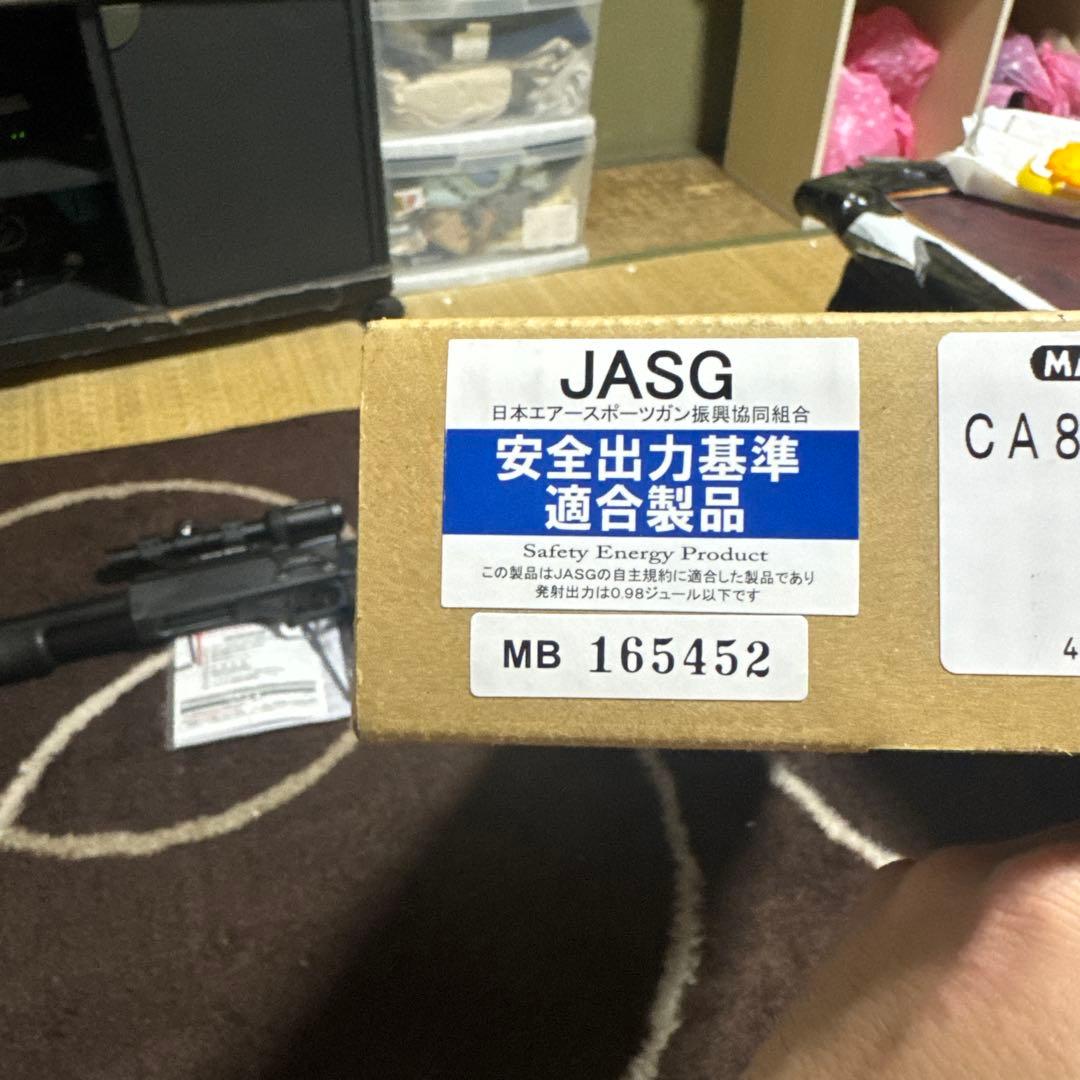 JASG
日本エアースポーツガン振興協同組合
安全出力基準
適合製品
Safety Energy Product
この製品はJASGの自主規約に適合した製品であり
発射出力は0.98ジュール以下です
MB 165452
MA
CA8
4